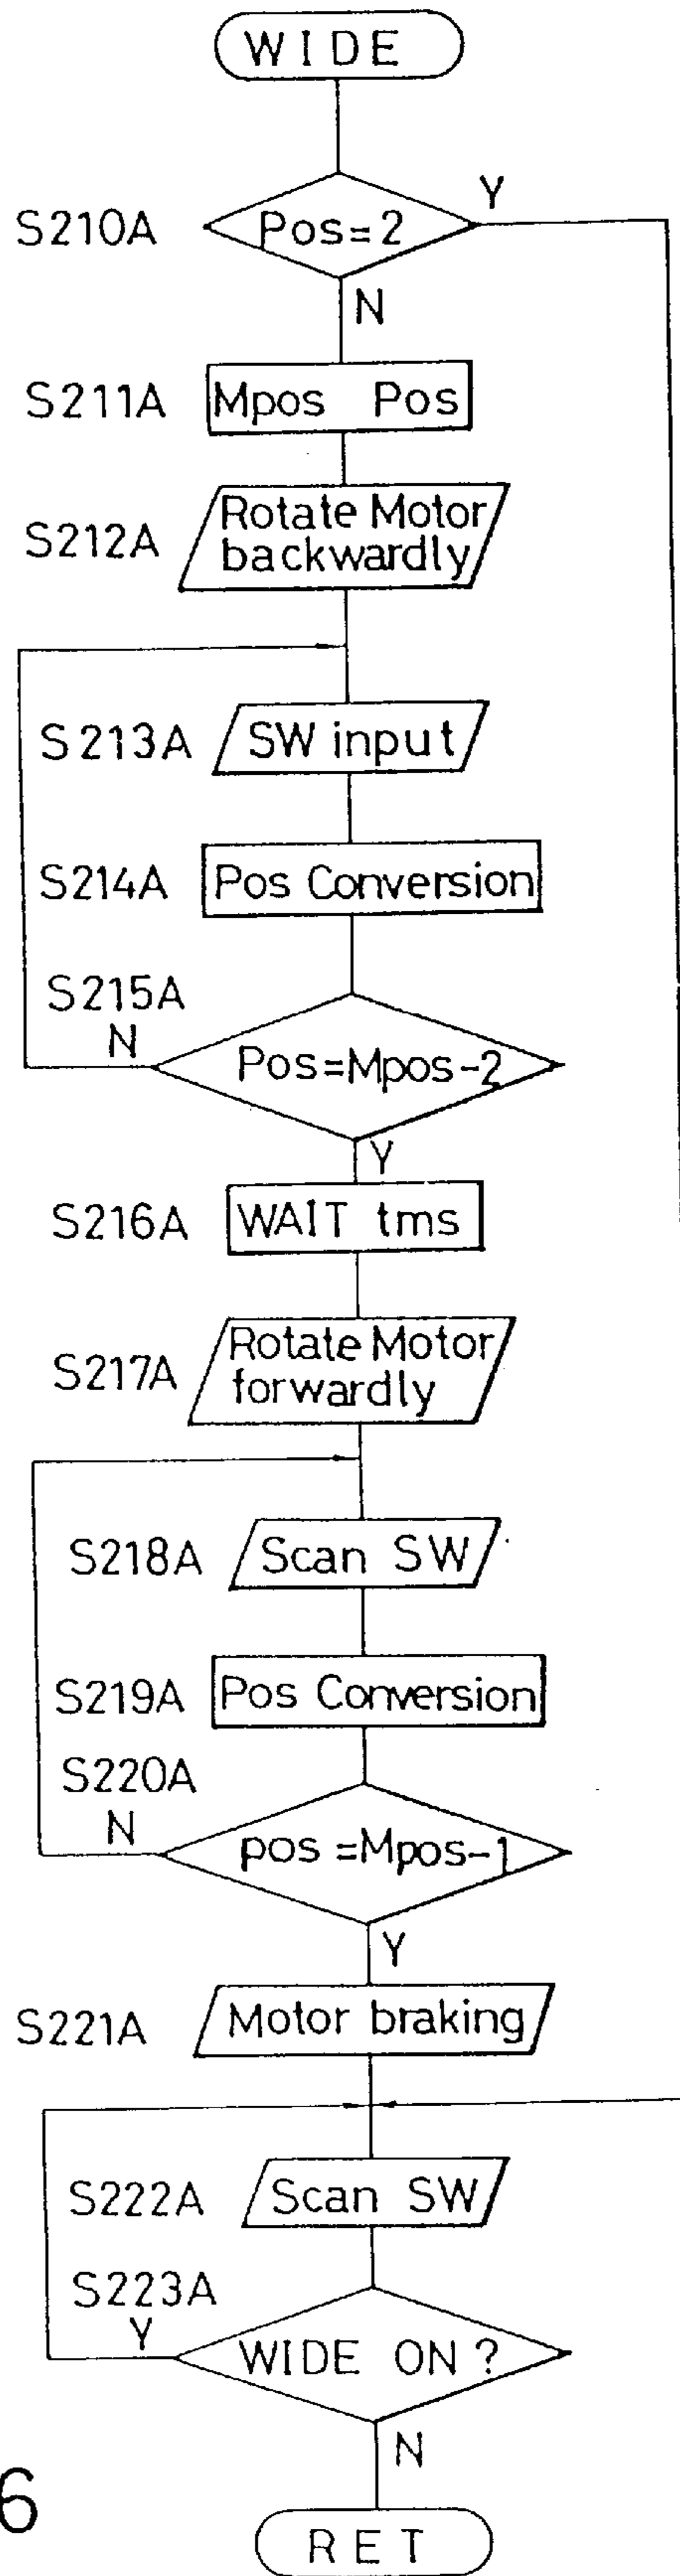 WIDE
Y
S210A
Pos=2
N
S211A
Mpos Pos
S212A
Rotate Motor
backwardly
S213A
SW input
S214A
Pos Conversion
S215A
N
Pos=Mpos-2
Y
S216A
WAIT tms
S217A
Rotate Motor
forwardly
S218A
Scan SW
S219A
Pos Conversion
S220A
N
pos=Mpos-1
Y
S221A
Motor braking
S222A
Scan SW
S223A
Y
WIDE ON?
N
6
RET